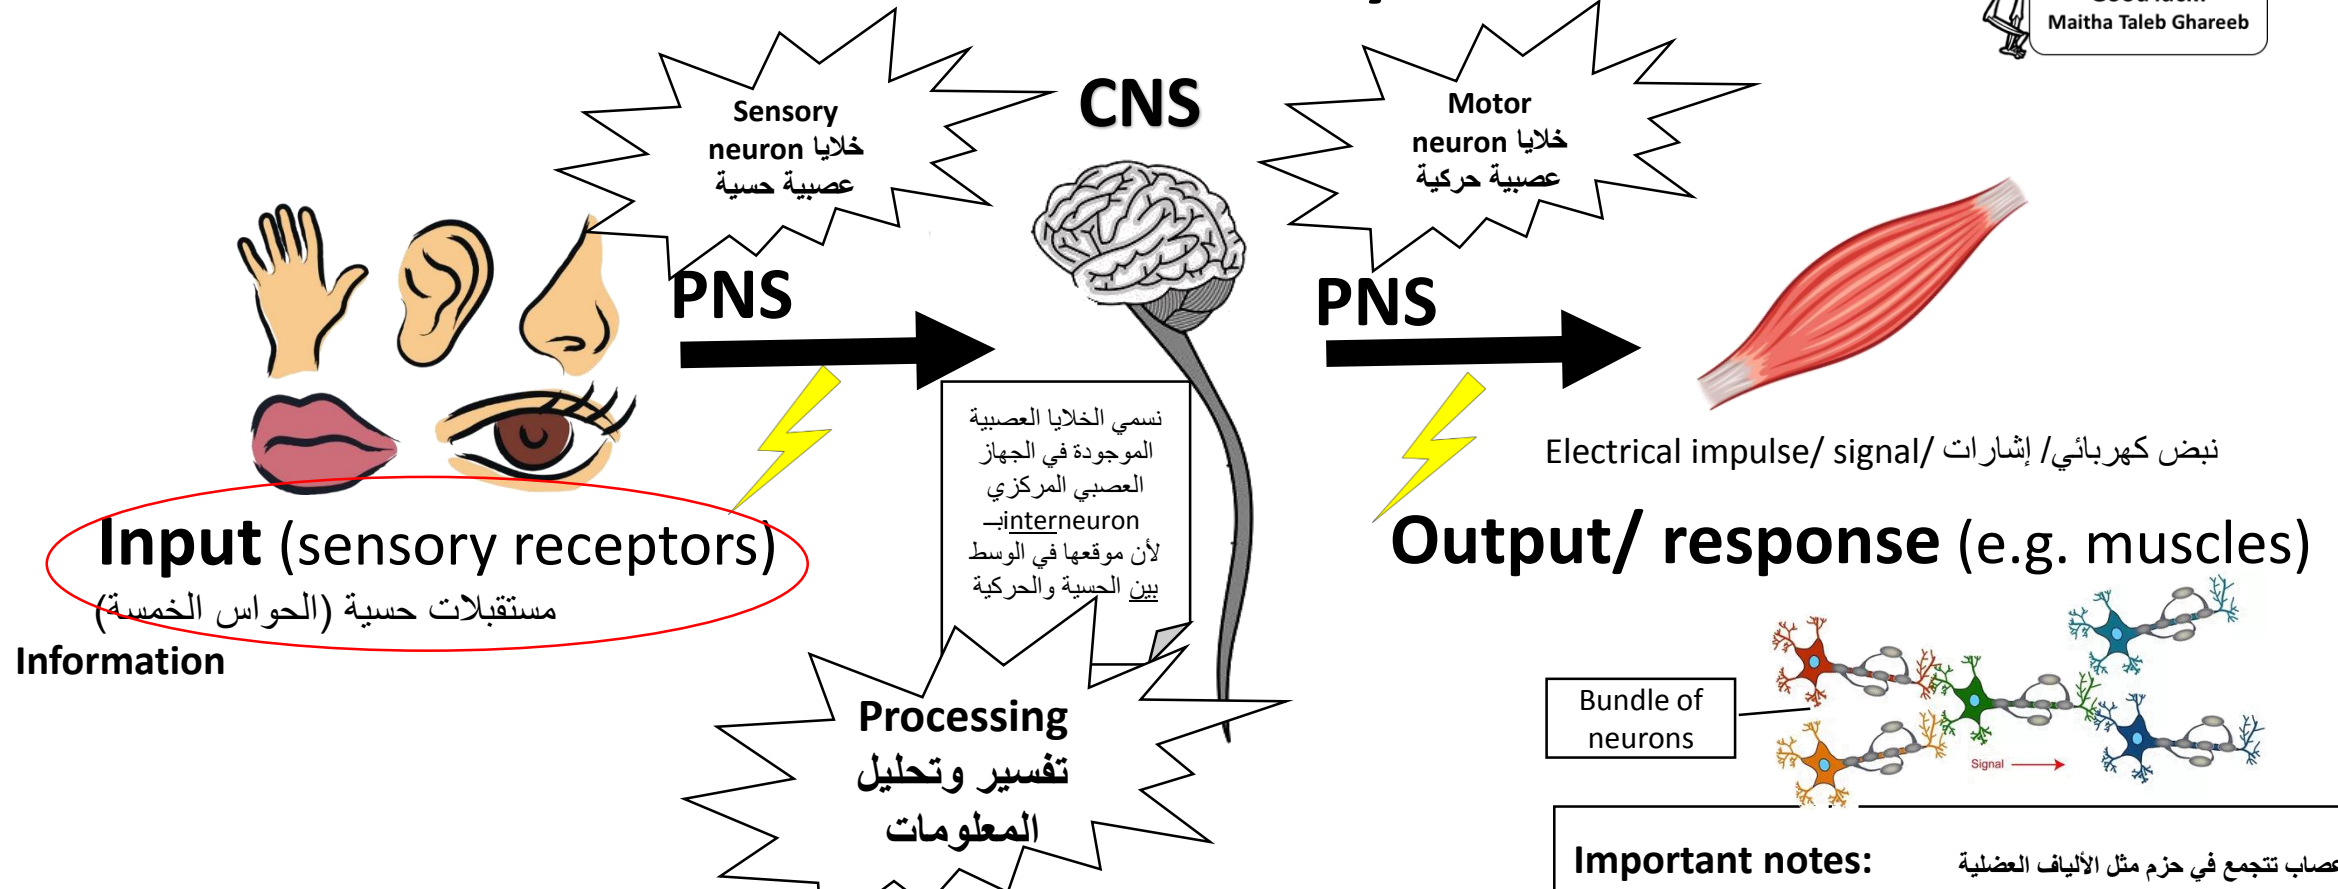 Maitha Taleb Ghareeb
Sensory
neuron خلايا
عصبية حسية
CNS
Motor
neuron خلايا
عصبية حركية
PNS
PNS
نسمي الخلايا العصبية
الموجودة في الجهاز
العصبي المركزي
بـinterneuron
لأن موقعها في الوسط
بين الحسية والحركية
Electrical impulse/ signal/ نبض كهربائي/ إشارات
Input (sensory receptors)
مستقبلات حسية (الحواس الخمسة)
Information
Output/ response (e.g. muscles)
Processing
تفسير وتحليل
المعلومات
Bundle of
neurons
Signal
Important notes:
تتجمع في حزم مثل الألياف العضلية